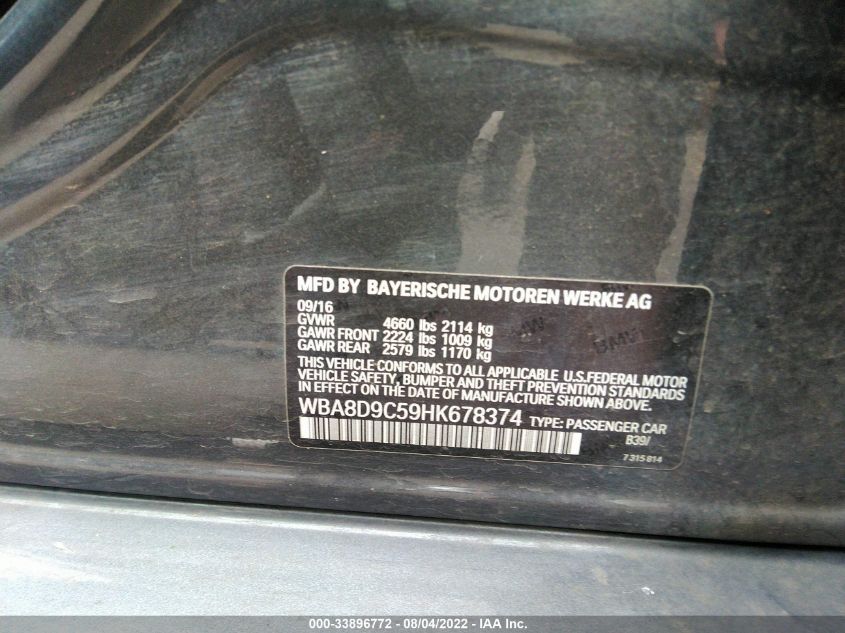 MFD BY BAYERISCHE MOTOREN WERKE AG
09/16
GVWR 4660 lbs 2114 kg
GAWR FRONT 2224 lbs 1009 kg
GAWR REAR 2579 lbs 1170 kg
THIS VEHICLE CONFORMS TO ALL APPLICABLE U.S.FEDERAL MOTOR
VEHICLE SAFETY, BUMPER AND THEFT PREVENTION STANDARDS
IN EFFECT ON THE DATE OF MANUFACTURE SHOWN ABOVE.
WBA8D9C59HK678374 TYPE: PASSENGER CAR
B39/
7 315 814
000-33896772 - 08/04/2022 - IAA Inc.